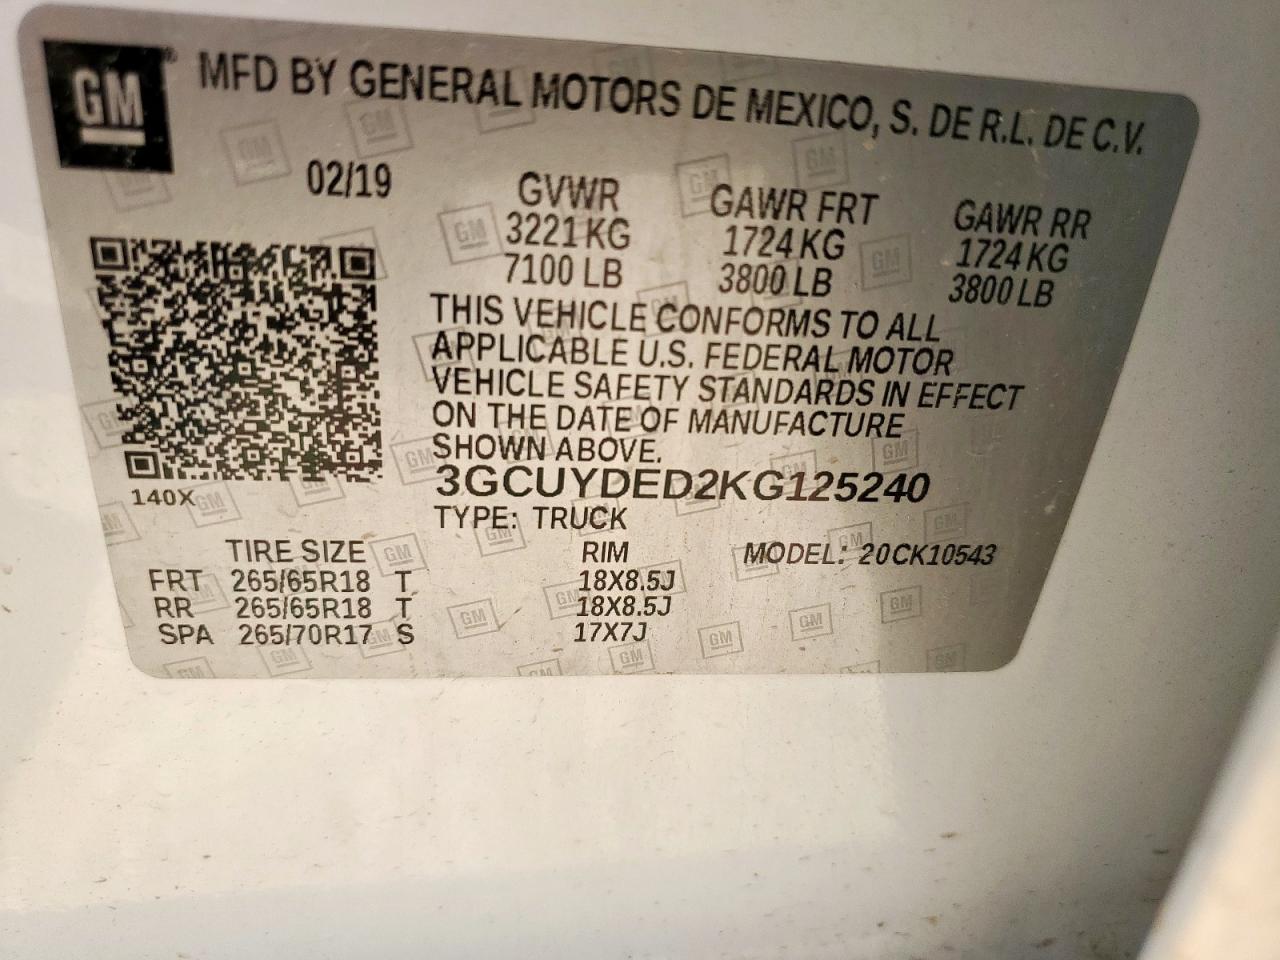 GM® MFD BY GENERAL MOTORS DE MEXICO, S. DE R.L. DE C.V.
02/19 GVWR GAWR FRT GAWR RR
3221 KG 1724 KG 1724 KG
7100 LB 3800 LB 3800 LB
THIS VEHICLE CONFORMS TO ALL
APPLICABLE U.S. FEDERAL MOTOR
VEHICLE SAFETY STANDARDS IN EFFECT
ON THE DATE OF MANUFACTURE
SHOWN ABOVE.
3GCUYDED2KG125240
140X
TYPE: TRUCK
TIRE SIZE RIM MODEL: 20CK10543
FRT 265/65R18 T 18X8.5J
RR 265/65R18 T 18X8.5J
SPA 265/70R17 S 17X7J